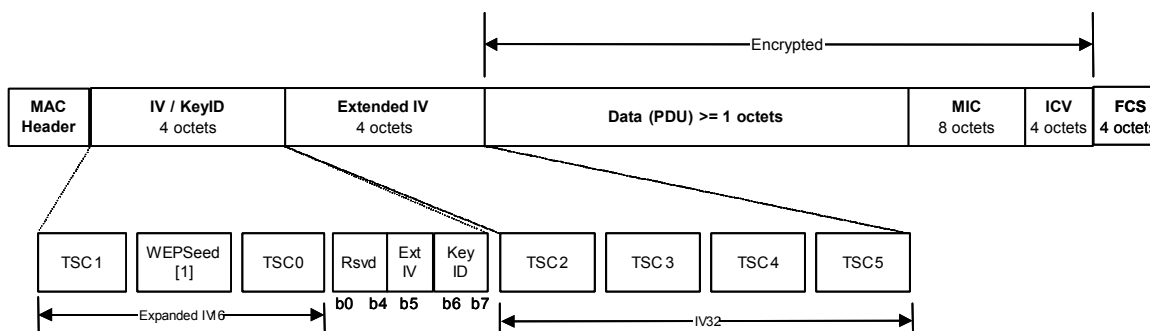 Encrypted
MAC
Header
IV / KeyID
4 octets
Extended IV
4 octets
Data (PDU) >= 1 octets
MIC
8 octets
ICV
4 octets
FCS
4 octets
TSC1
WEPSeed
[1]
TSC0
Rsvd
Ext
IV
Key
ID
TSC2
TSC3
TSC4
TSC5
b0 b4 b5 b6 b7
Expanded IV16
IV32